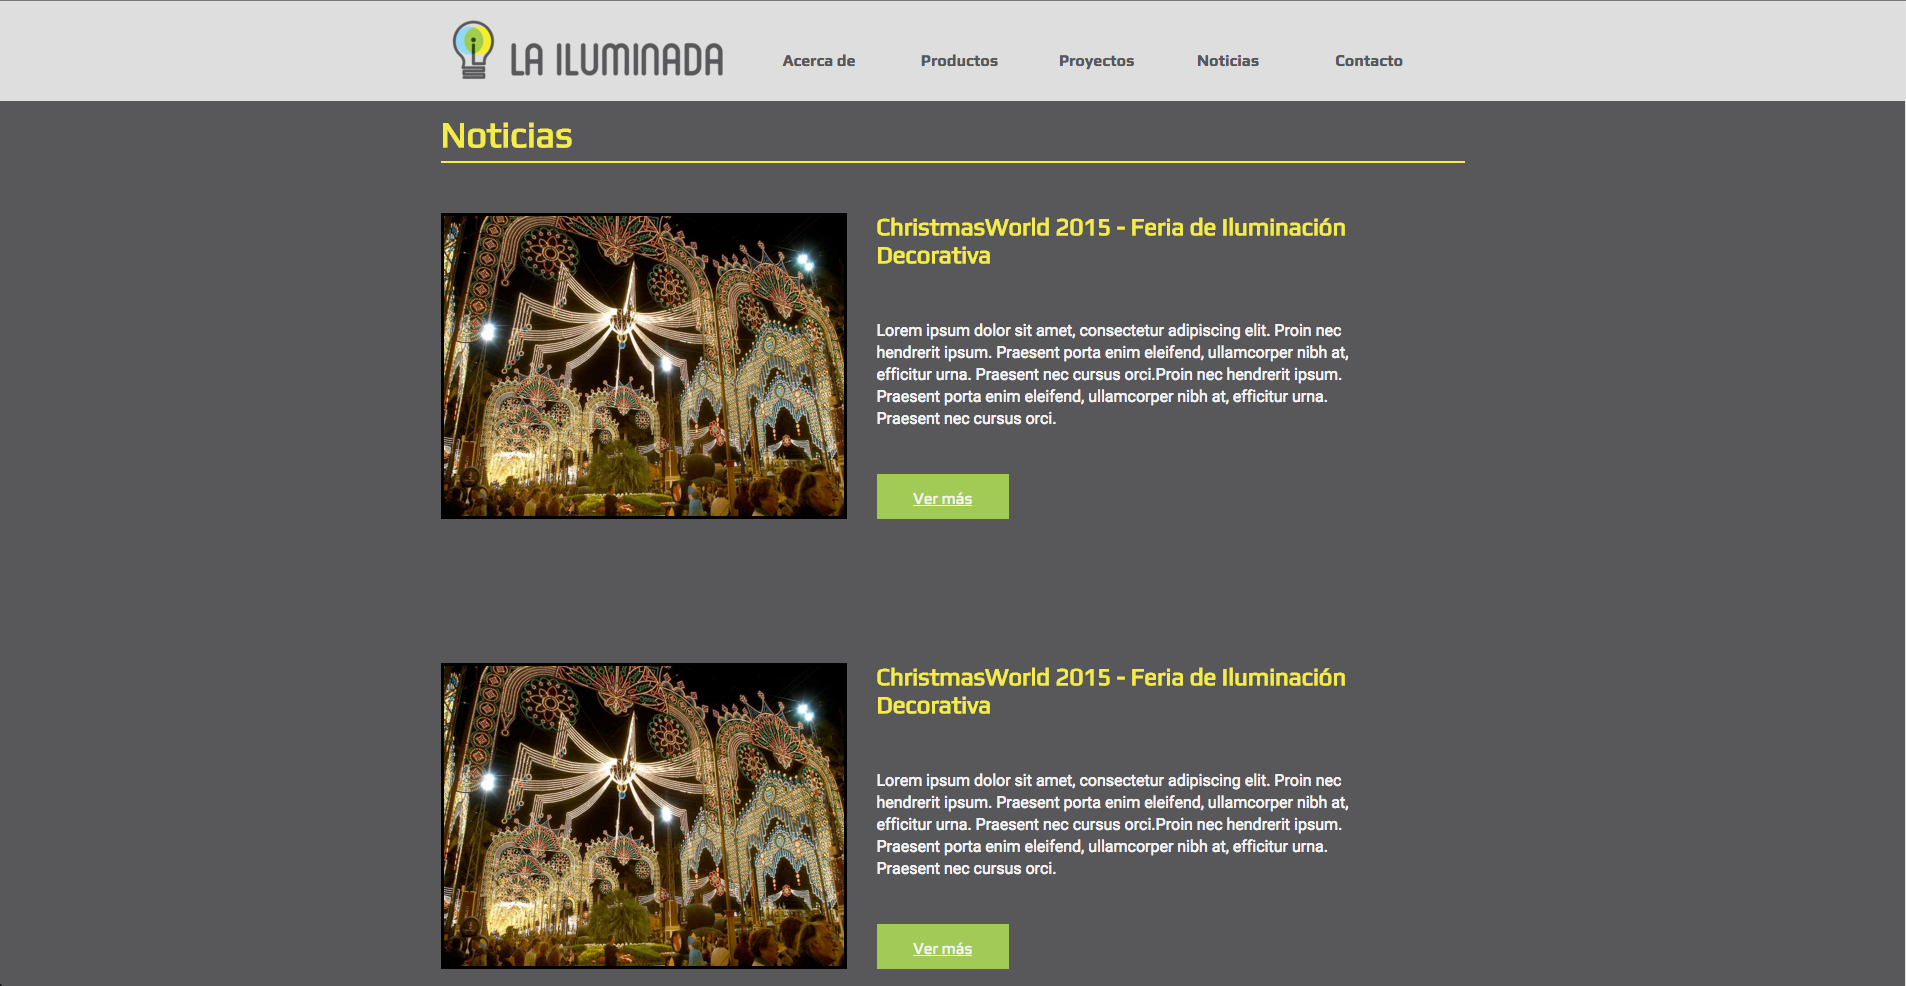 LA ILUMINADA
Acerca de
Productos
Proyectos
Noticias
Contacto
Noticias
ChristmasWorld 2015 - Feria de Iluminación
Decorativa
Lorem ipsum dolor sit amet, consectetur adipiscing elit. Proin nec
hendrerit ipsum. Praesent porta enim eleifend, ullamcorper nibh at,
efficitur urna. Praesent nec cursus orci.Proin nec hendrerit ipsum.
Praesent porta enim eleifend, ullamcorper nibh at, efficitur urna.
Praesent nec cursus orci.
Ver más
ChristmasWorld 2015 - Feria de Iluminación
Decorativa
Lorem ipsum dolor sit amet, consectetur adipiscing elit. Proin nec
hendrerit ipsum. Praesent porta enim eleifend, ullamcorper nibh at,
efficitur urna. Praesent nec cursus orci.Proin nec hendrerit ipsum.
Praesent porta enim eleifend, ullamcorper nibh at, efficitur urna.
Praesent nec cursus orci.
Ver más